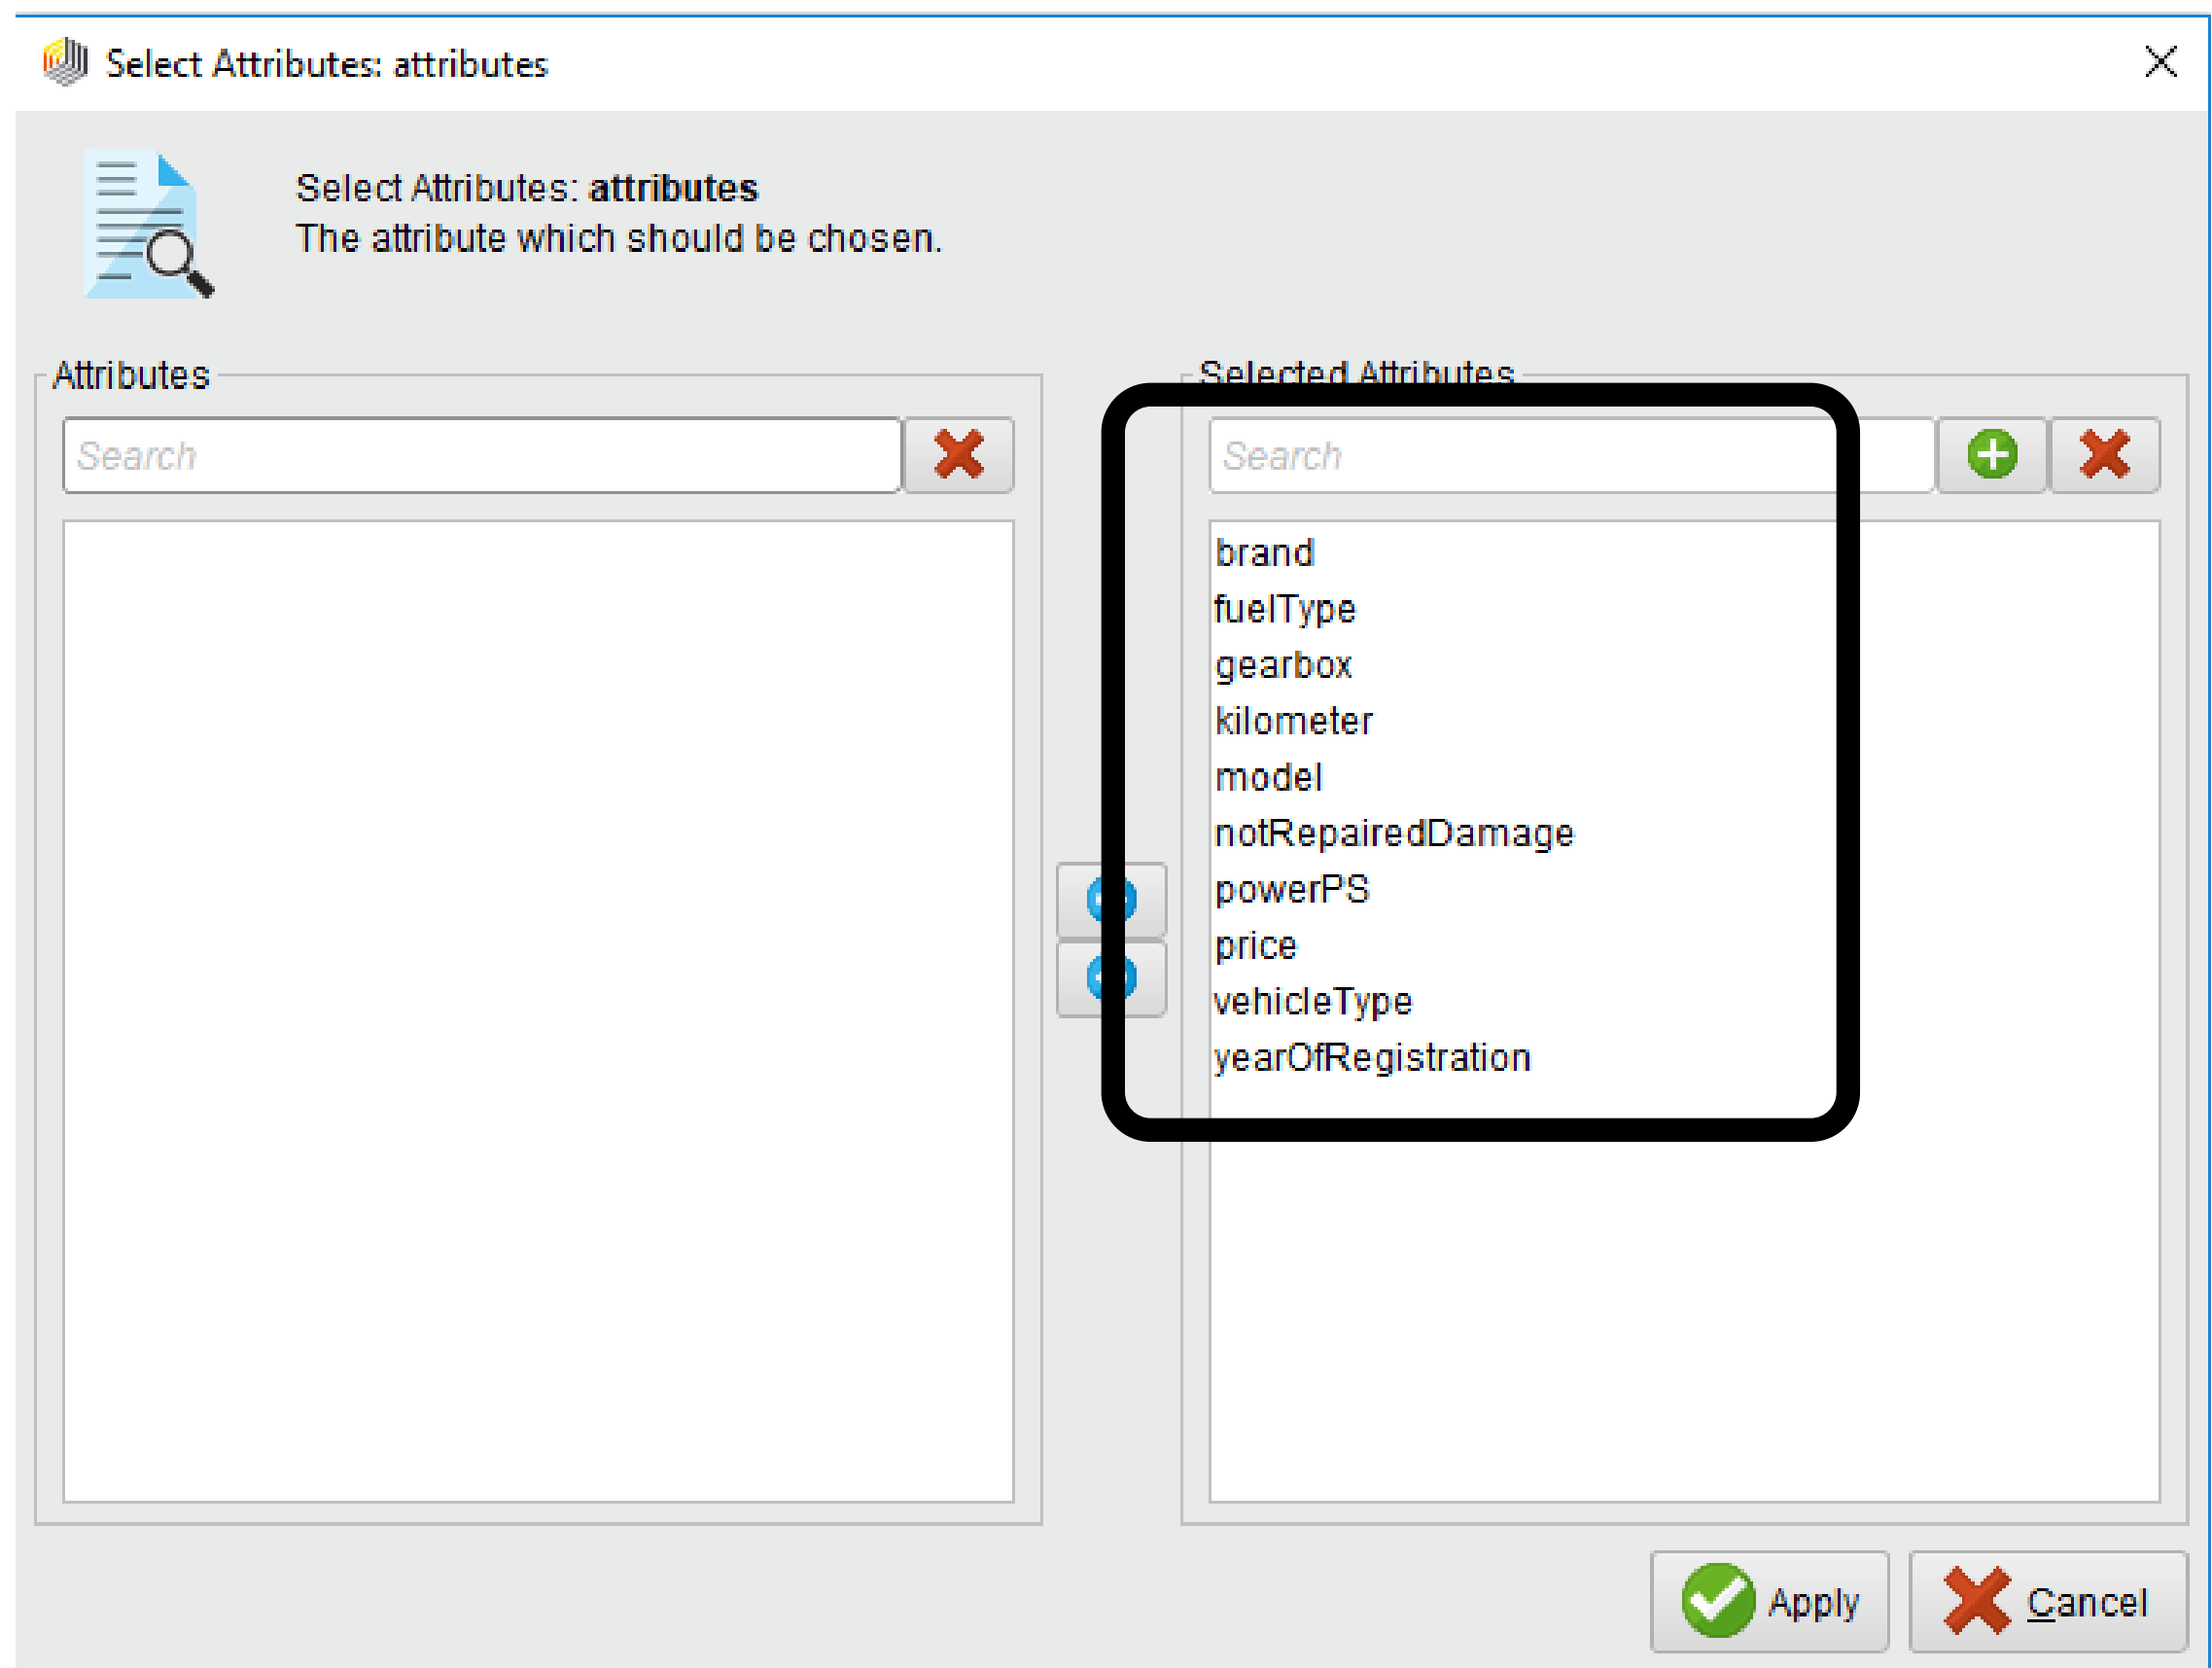 Select Attributes: attributes
Select Attributes: attributes
The attribute which should be chosen.
Attributes
Selected Attributes
Search
Search
brand
fuelType
gearbox
kilometer
model
notRepairedDamage
powerPS
price
vehicleType
yearOfRegistration
Apply
Cancel